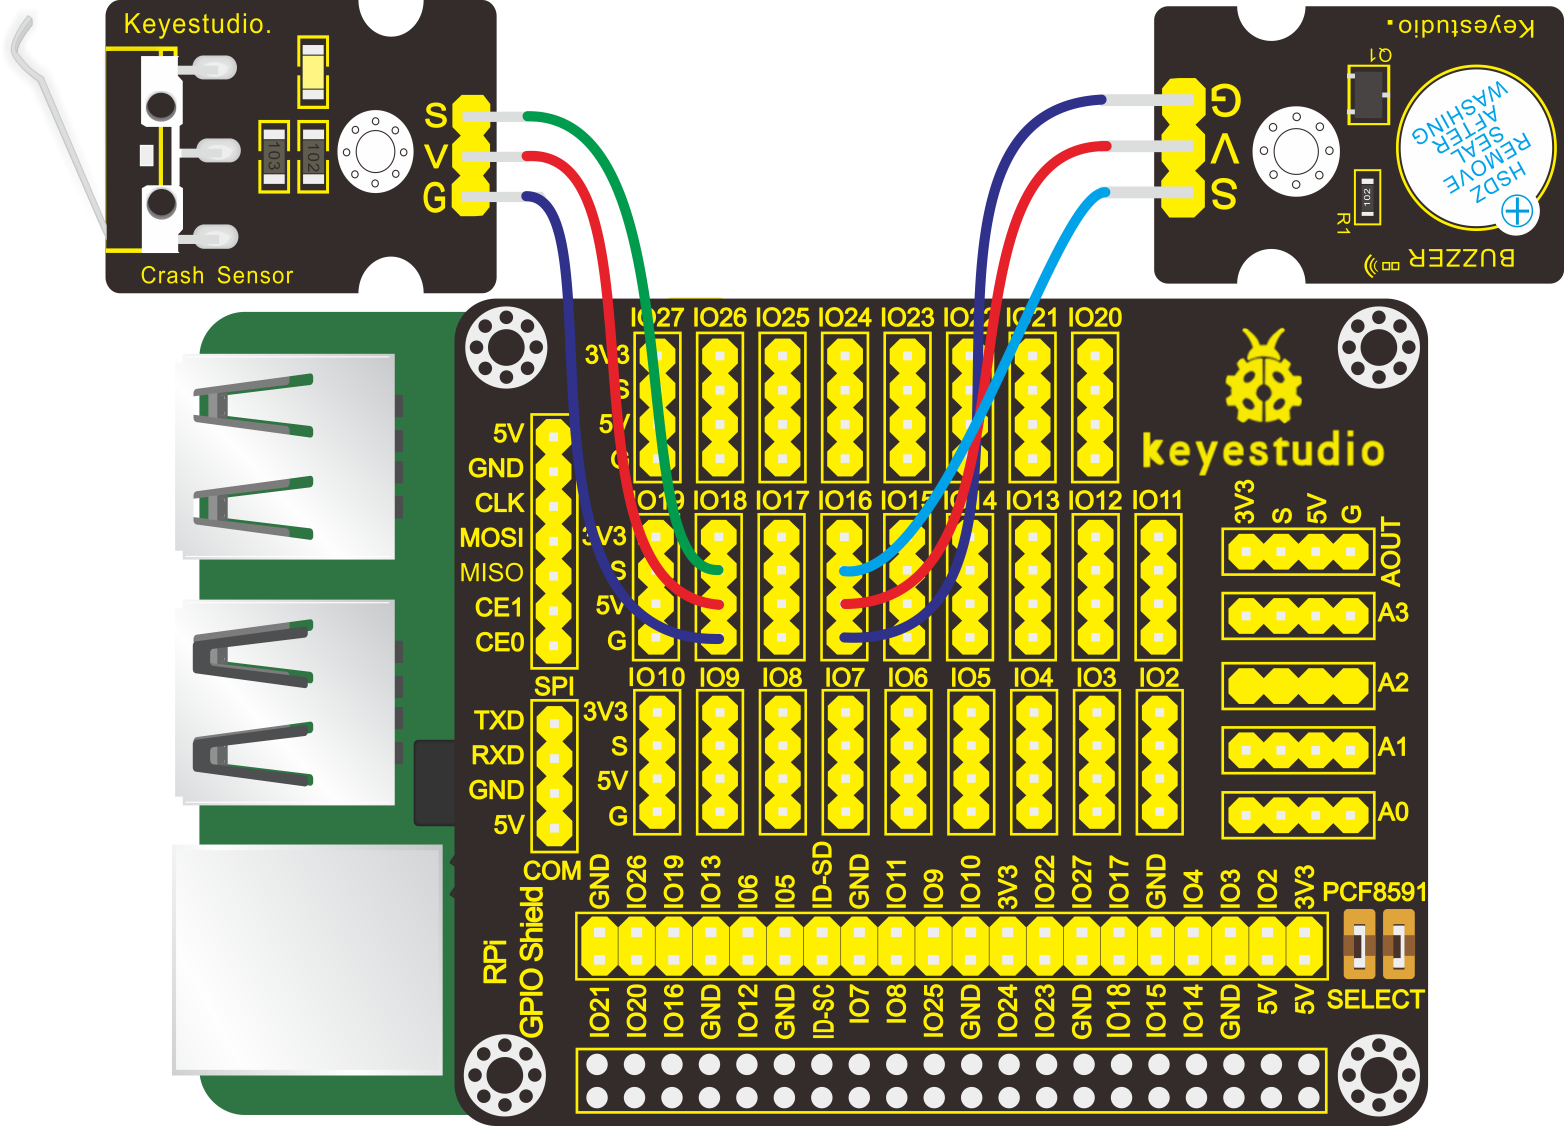 Keyestudio.
103
102
S
V
G
Crash Sensor
Keyestudio.
Q1
G
V
S
HSDZ
REMOVE
SEAL
AFTER
WASHING
102
R1
BUZZER
IO27 IO26 IO25 IO24 IO23 IO22 IO21 IO20
3V3
S
5V
G
keyestudio
5V
GND
CLK
MOSI
MISO
CE1
CE0
SPI
IO19 IO18 IO17 IO16 IO15 IO14 IO13 IO12 IO11
3V3
S
5V
G
3V3 S 5V G
AOUT
A3
A2
A1
A0
TXD
RXD
GND
5V
COM
IO10 IO9 IO8 IO7 IO6 IO5 IO4 IO3 IO2
3V3
S
5V
G
GND IO26 IO19 IO13 I06 I05 ID-SD GND IO11 IO9 IO10 3V3 IO22 IO27 IO17 GND IO4 IO3 IO2 3V3
PCF8591
SELECT
RPi
GPIO Shield
IO21 IO20 IO16 GND IO12 GND ID-SC IO7 IO8 IO25 GND IO24 IO23 GND IO18 IO15 IO14 GND 5V 5V